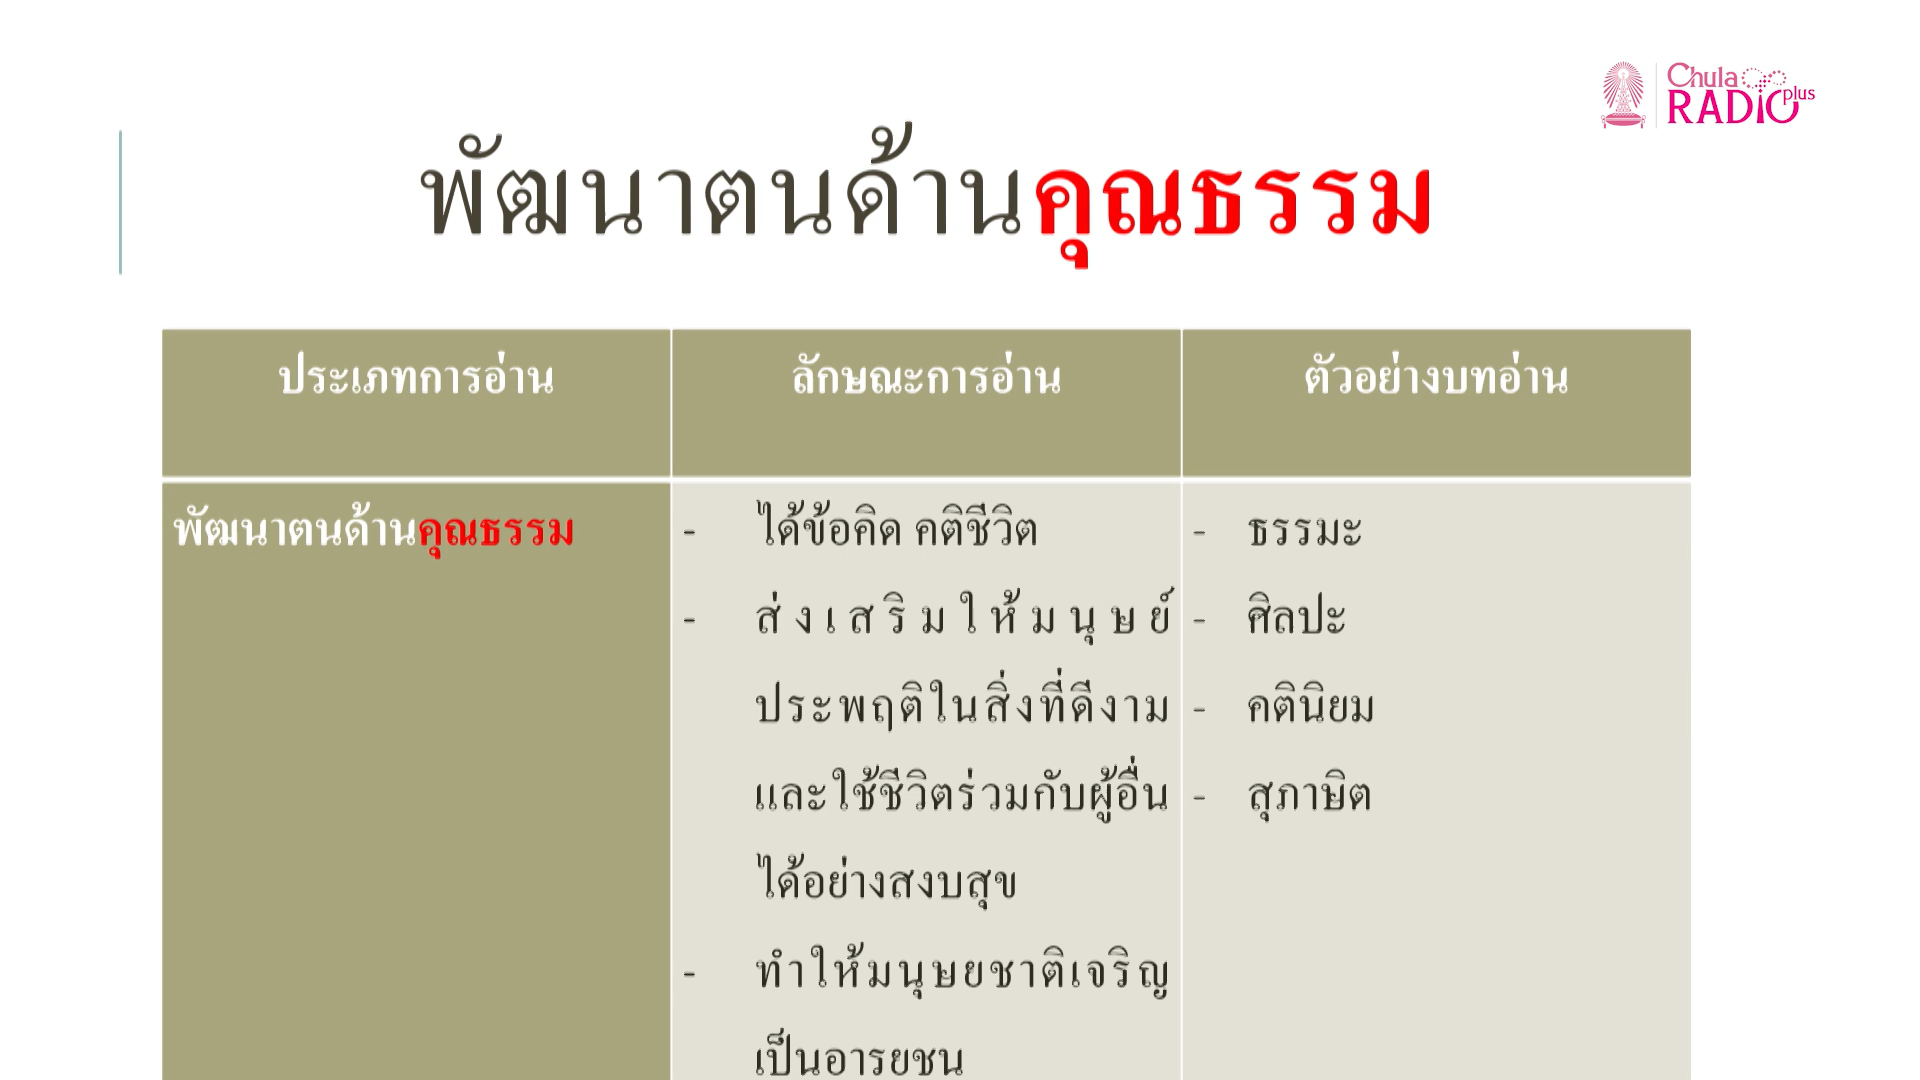 Chula
RADIO plus
พัฒนาตนด้านคุณธรรม
ประเภทการอ่าน
ลักษณะการอ่าน
ตัวอย่างบทอ่าน
พัฒนาตนด้านคุณธรรม
- ได้ข้อคิด คติชีวิต
- ส่งเสริมให้มนุษย์
ประพฤติในสิ่งที่ดีงาม
และใช้ชีวิตร่วมกับผู้อื่น
ได้อย่างสงบสุข
- ทำให้มนุษยชาติเจริญ
เป็นอารยชน
- ธรรมะ
- ศิลปะ
- คตินิยม
- สุภาษิต